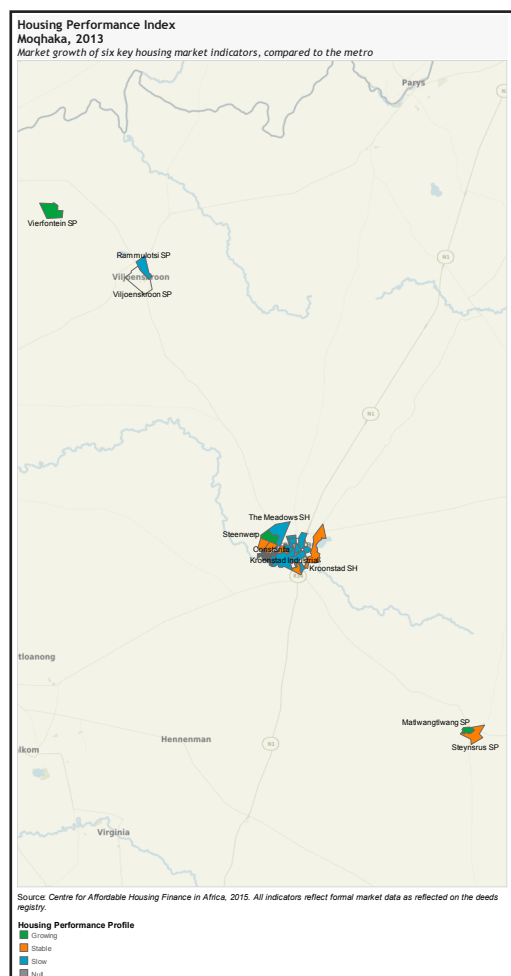 Housing Performance Index
Moqhaka, 2013
Market growth of six key housing market indicators, compared to the metro
Parys
Vierfontein SP
Rammulotsi SP
Viljoenskroon
Viljoenskroon SP
N1
N1
The Meadows SH
Steenwerp
Constantia
Kroonstad Industrial
Kroonstad SH
tloanong
Matlwangtlwang SP
Steynsrus SP
Hennenman
N1
lkom
Virginia
Source: Centre for Affordable Housing Finance in Africa, 2015. All indicators reflect formal market data as reflected on the deeds
registry.
Housing Performance Profile
Growing
Stable
Slow
Null